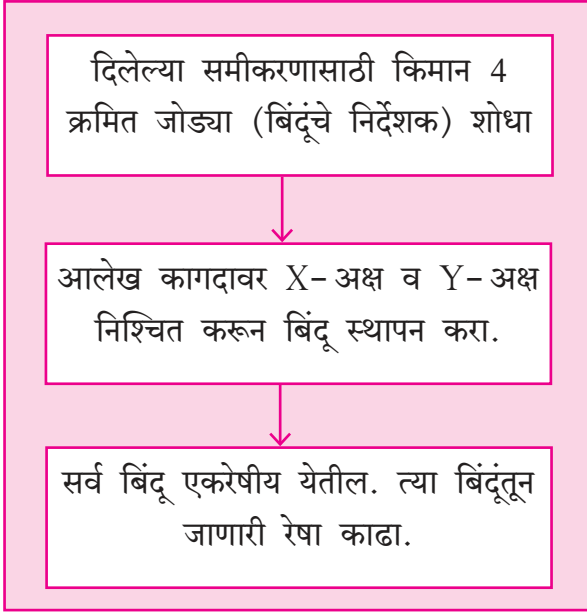 दिलेल्या समीकरणासाठी किमान 4
क्रमित जोड्या (बिंदूंचे निर्देशक) शोधा
आलेख कागदावर X-अक्ष व Y-अक्ष
निश्चित करून बिंदू स्थापन करा.
सर्व बिंदू एकरेषीय येतील. त्या बिंदूंतून
जाणारी रेषा काढा.